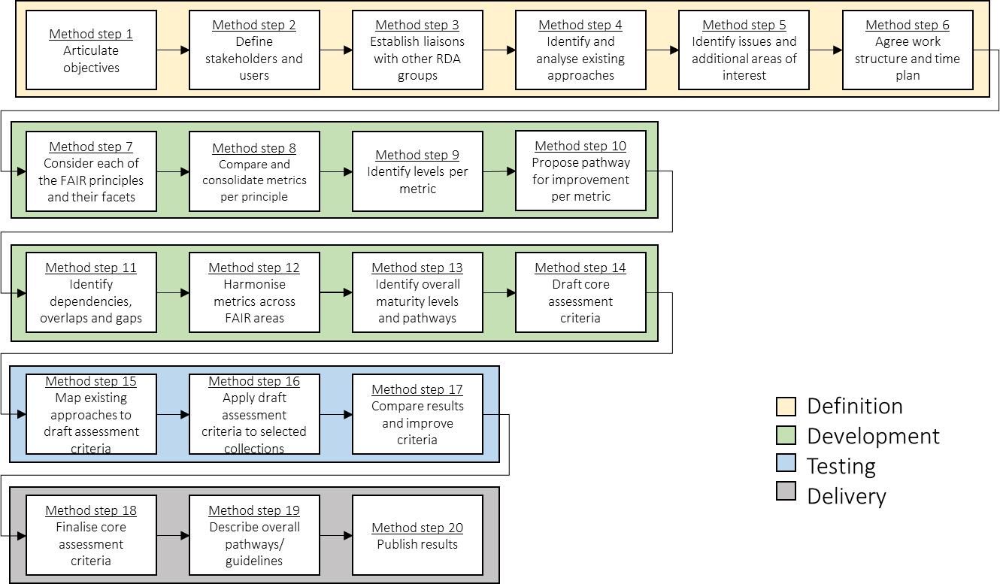 Method step 1
Articulate
objectives
Method step 2
Define
stakeholders and
users
Method step 3
Establish liaisons
with other RDA
groups
Method step 4
Identify and
analyse existing
approaches
Method step 5
Identify issues and
additional areas of
interest
Method step 6
Agree work
structure and time
plan
Method step 7
Consider each of
the FAIR principles
and their facets
Method step 8
Compare and
consolidate metrics
per principle
Method step 9
Identify levels per
metric
Method step 10
Propose pathway
for improvement
per metric
Method step 11
Identify
dependencies,
overlaps and gaps
Method step 12
Harmonise
metrics across
FAIR areas
Method step 13
Identify overall
maturity levels
and pathways
Method step 14
Draft core
assessment
criteria
Method step 15
Map existing
approaches to
draft assessment
criteria
Method step 16
Apply draft
assessment
criteria to selected
collections
Method step 17
Compare results
and improve
criteria
Method step 18
Finalise core
assessment
criteria
Method step 19
Describe overall
pathways/
guidelines
Method step 20
Publish results
Definition
Development
Testing
Delivery